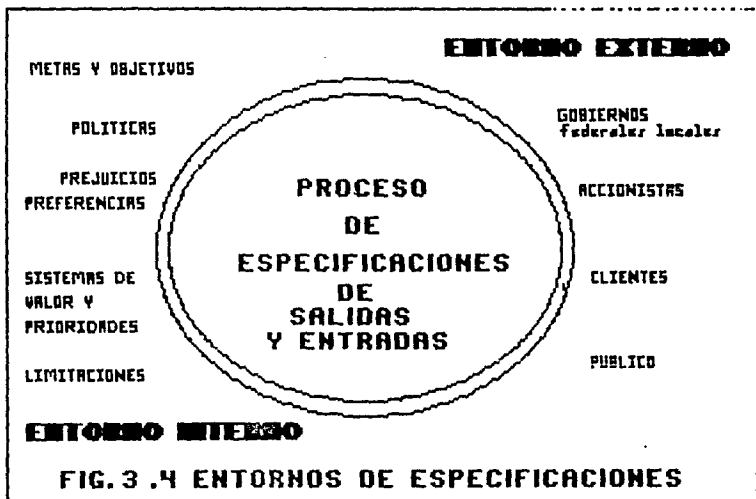 ENTORNO EXTERNO
METAS Y OBJETIVOS
POLITICAS
PREJUICIOS
PREFERENCIAS
SISTEMAS DE
VALOR Y
PRIORIDADES
LIMITACIONES
PROCESO
DE
ESPECIFICACIONES
DE
SALIDAS
Y ENTRADAS
GOBIERNOS
federales locales
ACCIONISTAS
CLIENTES
PUBLICO
ENTORNO INTERNO
FIG. 3.4 ENTORNOS DE ESPECIFICACIONES